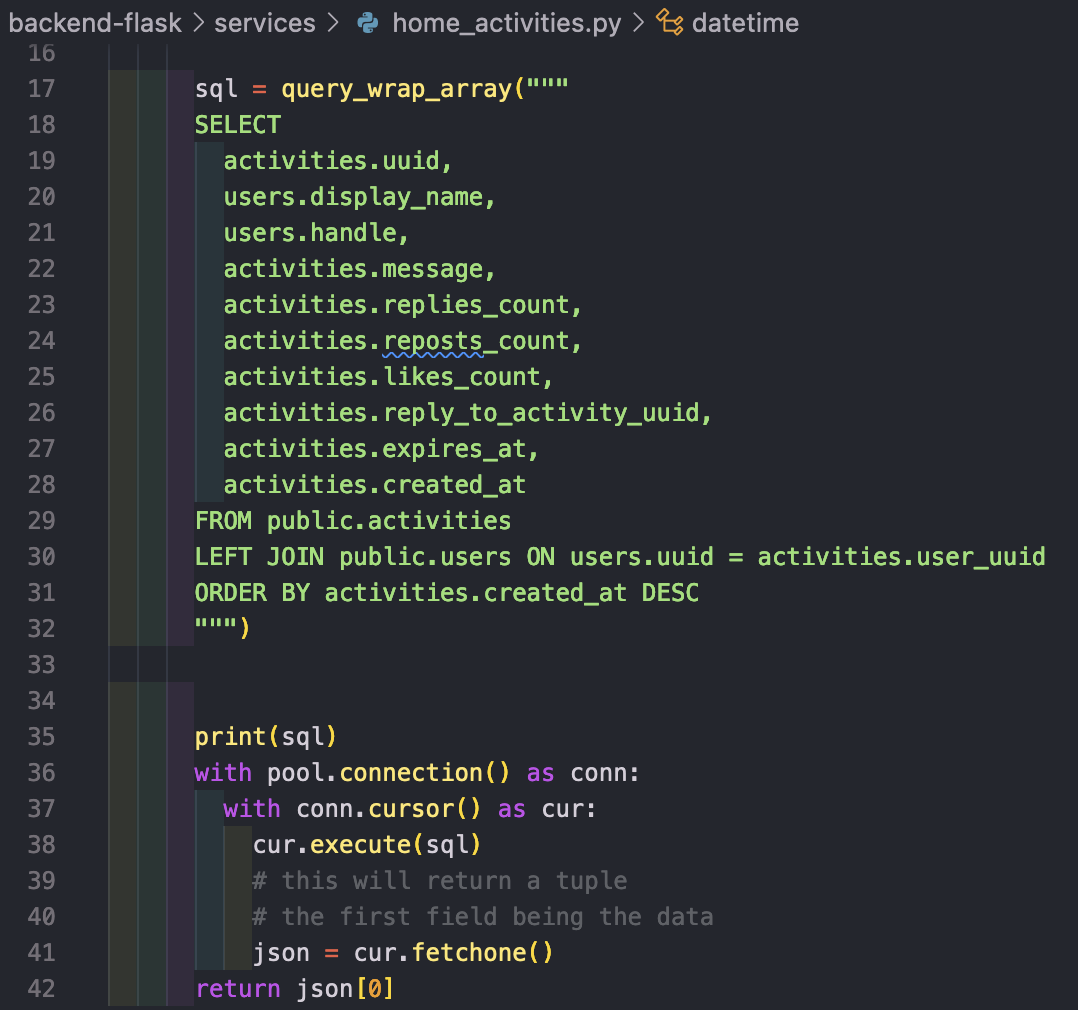 backend-flask > services > home_activities.py > datetime
16
17 sql = query_wrap_array("""
18 SELECT
19 activities.uuid,
20 users.display_name,
21 users.handle,
22 activities.message,
23 activities.replies_count,
24 activities.reposts_count,
25 activities.likes_count,
26 activities.reply_to_activity_uuid,
27 activities.expires_at,
28 activities.created_at
29 FROM public.activities
30 LEFT JOIN public.users ON users.uuid = activities.user_uuid
31 ORDER BY activities.created_at DESC
32 """)
33
34
35 print(sql)
36 with pool.connection() as conn:
37 with conn.cursor() as cur:
38 cur.execute(sql)
39 # this will return a tuple
40 # the first field being the data
41 json = cur.fetchone()
42 return json[0]